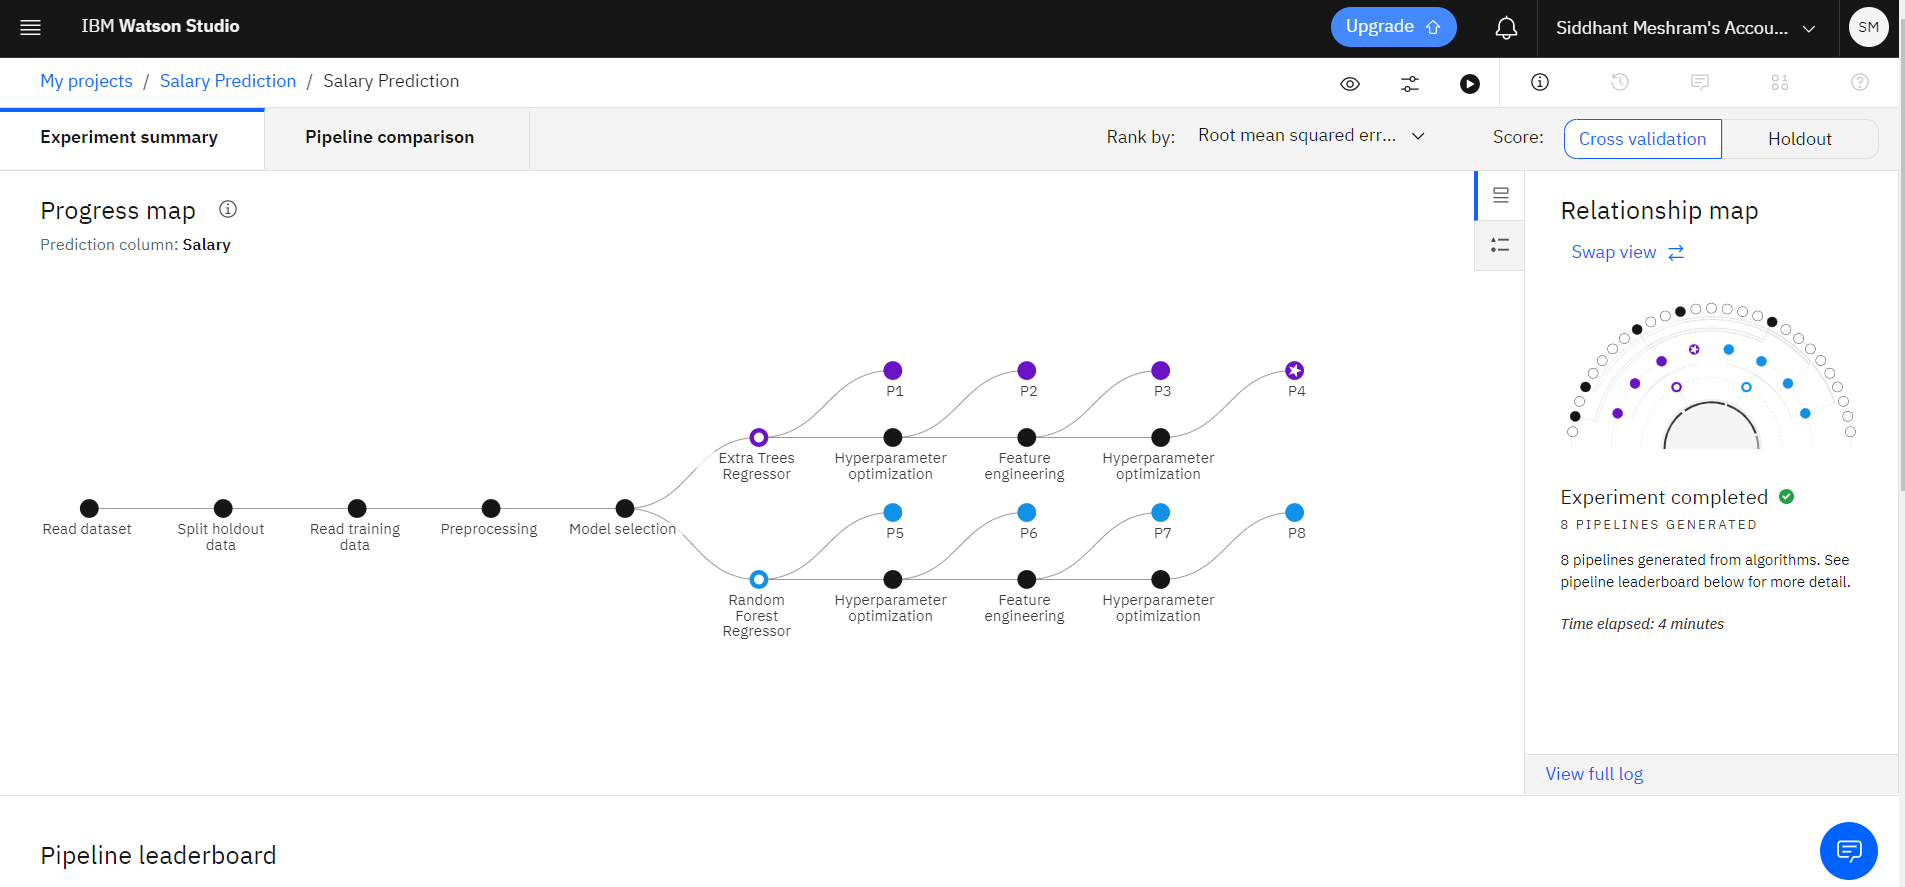 IBM Watson Studio
Upgrade
Siddhant Meshram's Accou...
SM
My projects / Salary Prediction / Salary Prediction
Experiment summary
Pipeline comparison
Rank by: Root mean squared err...
Score: Cross validation Holdout
Progress map
Prediction column: Salary
P1
P2
P3
P4
Extra Trees
Regressor
Hyperparameter
optimization
Feature
engineering
Hyperparameter
optimization
Read dataset
Split holdout
data
Read training
data
Preprocessing
Model selection
P5
P6
P7
P8
Random
Forest
Regressor
Hyperparameter
optimization
Feature
engineering
Hyperparameter
optimization
Relationship map
Swap view
Experiment completed
8 PIPELINES GENERATED
8 pipelines generated from algorithms. See
pipeline leaderboard below for more detail.
Time elapsed: 4 minutes
View full log
Pipeline leaderboard